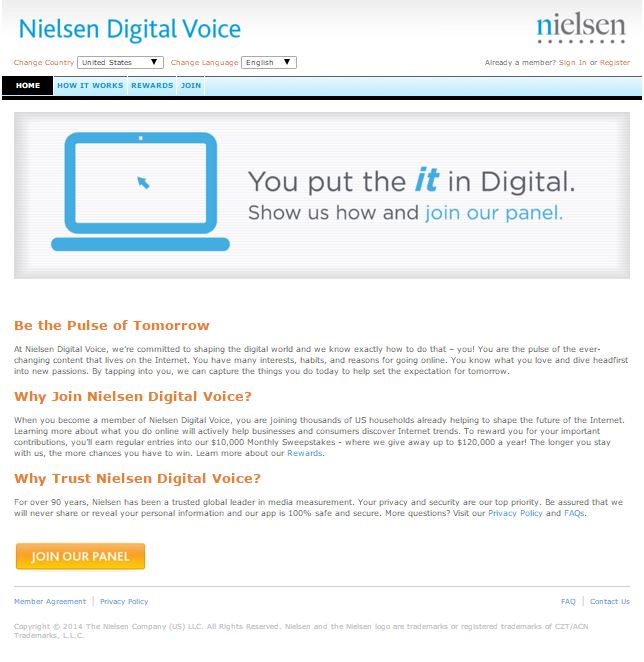 Nielsen Digital Voice
nielsen
Change Country United States Change Language English
Already a member? Sign In or Register
HOME HOW IT WORKS REWARDS JOIN
You put the it in Digital.
Show us how and join our panel.
Be the Pulse of Tomorrow
At Nielsen Digital Voice, we're committed to shaping the digital world and we know exactly how to do that – you! You are the pulse of the ever-
changing content that lives on the Internet. You have many interests, habits, and reasons for going online. You know what you love and dive headfirst
into new passions. By tapping into you, we can capture the things you do today to help set the expectation for tomorrow.
Why Join Nielsen Digital Voice?
When you become a member of Nielsen Digital Voice, you are joining thousands of US households already helping to shape the future of the Internet.
Learning more about what you do online will actively help businesses and consumers discover Internet trends. To reward you for your important
contributions, you'll earn regular entries into our $10,000 Monthly Sweepstakes - where we give away up to $120,000 a year! The longer you stay
with us, the more chances you have to win. Learn more about our Rewards.
Why Trust Nielsen Digital Voice?
For over 90 years, Nielsen has been a trusted global leader in media measurement. Your privacy and security are our top priority. Be assured that we
will never share or reveal your personal information and our app is 100% safe and secure. More questions? Visit our Privacy Policy and FAQs.
JOIN OUR PANEL
Member Agreement | Privacy Policy
FAQ | Contact Us
Copyright © 2014 The Nielsen Company (US) LLC. All Rights Reserved. Nielsen and the Nielsen logo are trademarks or registered trademarks of CZT/ACN
Trademarks, L.L.C.